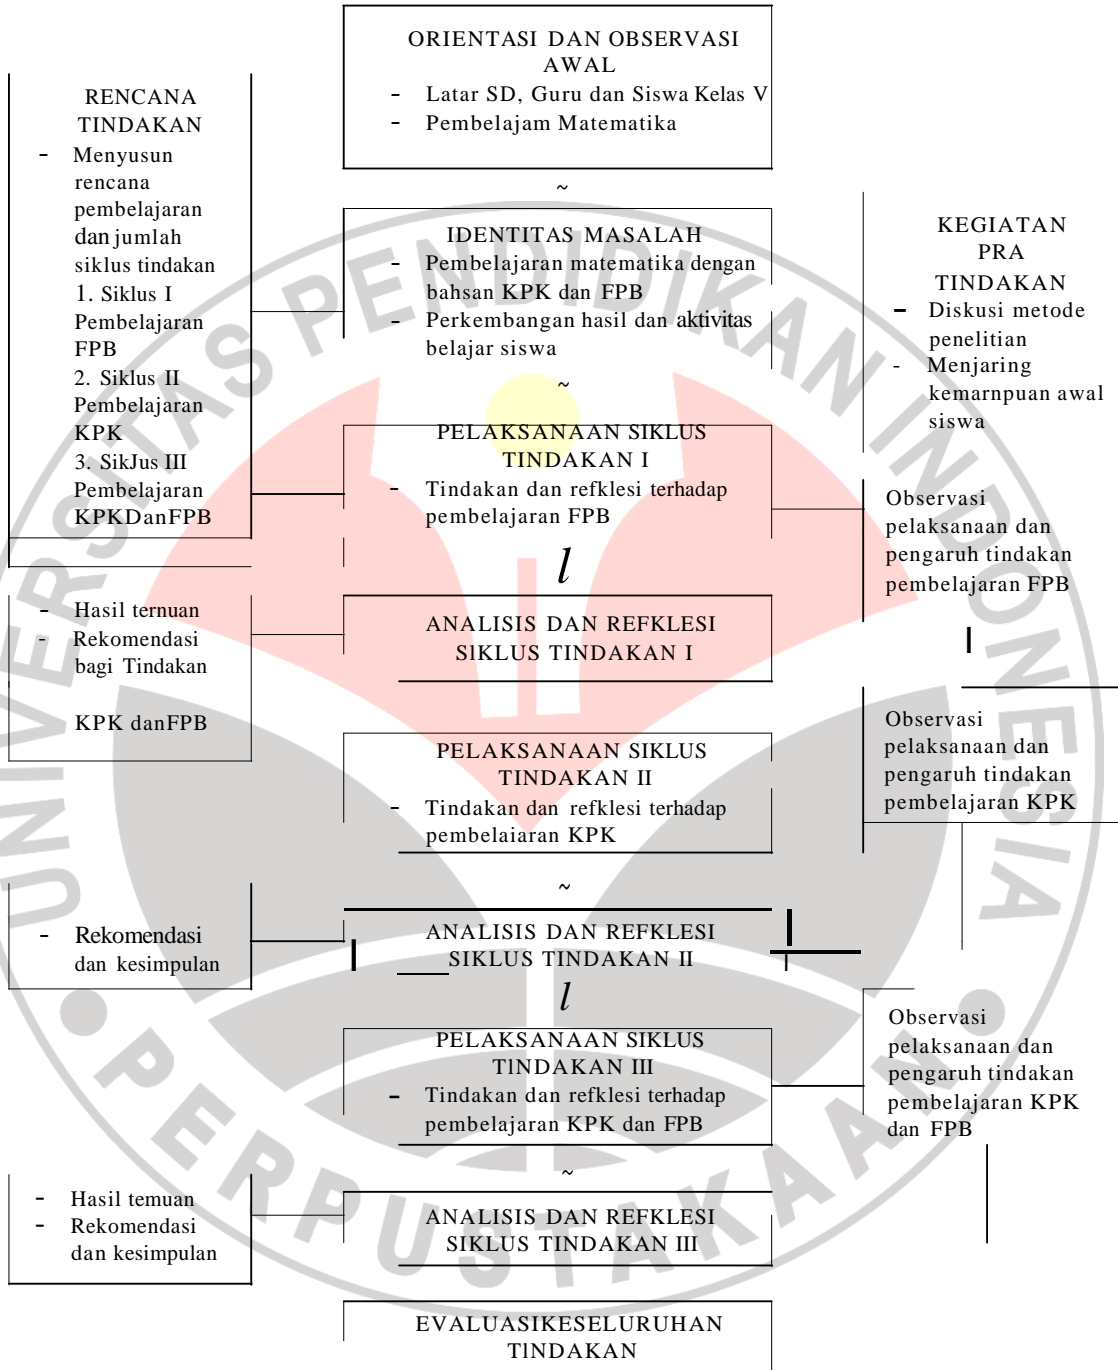 ORIENTASI DAN OBSERVASI
AWAL
- Latar SD, Guru dan Siswa Kelas V
- Pembelajam Matematika
RENCANA
TINDAKAN
- Menyusun
rencana
pembelajaran
dan jumlah
siklus tindakan
1. Siklus I
Pembelajaran
FPB
2. Siklus II
Pembelajaran
KPK
3. SikJus III
Pembelajaran
KPKDanFPB
~
IDENTITAS MASALAH
- Pembelajaran matematika dengan
bahsan KPK dan FPB
- Perkembangan hasil dan aktivitas
belajar siswa
~
KEGIATAN
PRA
TINDAKAN
- Diskusi metode
penelitian
- Menjaring
kemarnpuan awal
siswa
PELAKSANAAN SIKLUS
TINDAKAN I
- Tindakan dan refklesi terhadap
pembelajaran FPB
l
Observasi
pelaksanaan dan
pengaruh tindakan
pembelajaran FPB
- Hasil ternuan
- Rekomendasi
bagi Tindakan
KPK danFPB
ANALISIS DAN REFKLESI
SlKLUS TINDAKAN I
PELAKSANAAN SIKLUS
TINDAKAN II
- Tindakan dan refklesi terhadap
pembelaiaran KPK
~
Observasi
pelaksanaan dan
pengaruh tindakan
pembelajaran KPK
- Rekomendasi
dan kesimpulan
ANALISIS DAN REFKLESI
SIKLUS TINDAKAN II
l
PELAKSANAAN SIKLUS
TlNDAKAN III
- Tindakan dan refklesi terhadap
pembelajaran KPK dan FPB
~
Observasi
pelaksanaan dan
pengaruh tindakan
pembelajaran KPK
dan FPB
- Hasil temuan
- Rekomendasi
dan kesimpulan
ANALISIS DAN REFKLESI
SIKLUS TINDAKAN III
EVALUASIKESELURUHAN
TlNDAKAN
UNIVERSITAS PENDIDIKAN INDONESIA
PERPUSTAKAAN